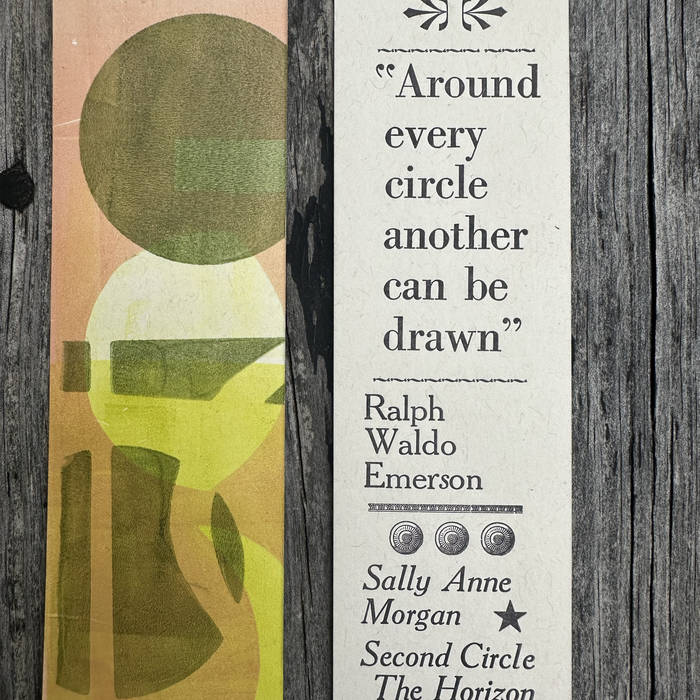 “Around
every
circle
another
can be
drawn”
Ralph
Waldo
Emerson
Sally Anne
Morgan
Second Circle
The Horizon